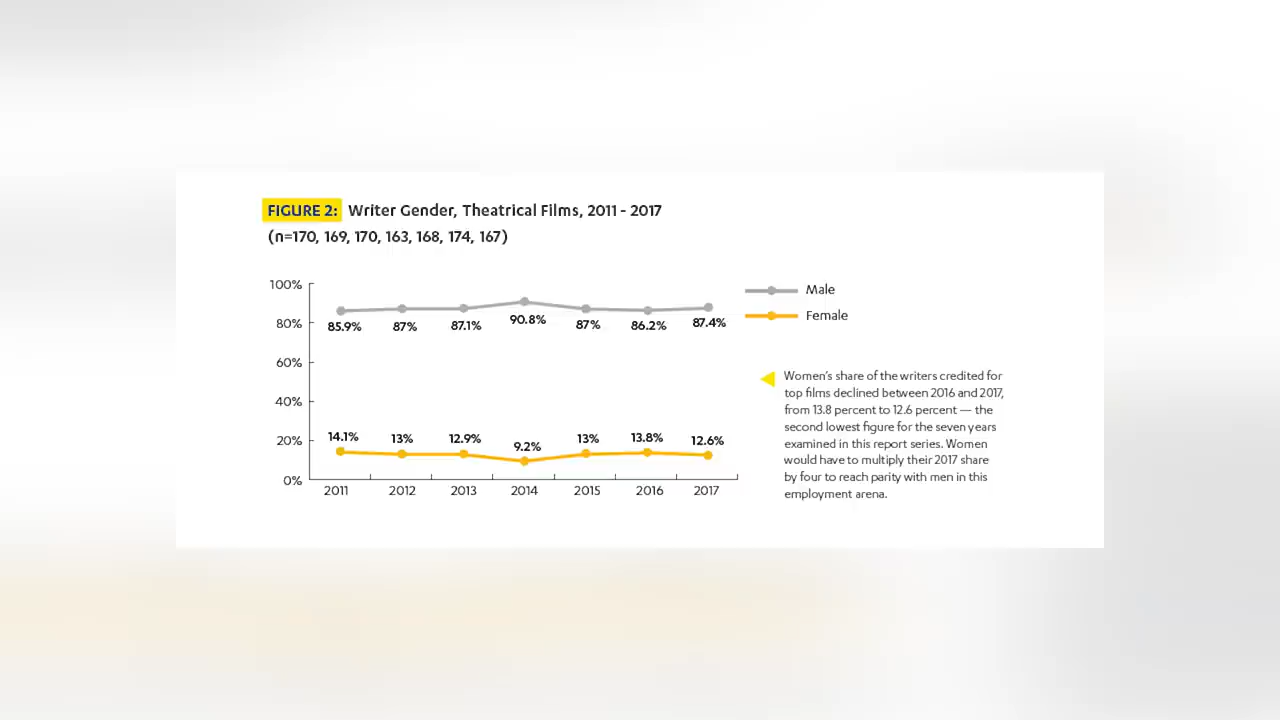 FIGURE 2: Writer Gender, Theatrical Films, 2011 - 2017
(n=170, 169, 170, 163, 168, 174, 167)
100%
80%
60%
40%
20%
0%
85.9% 87% 87.1% 90.8% 87% 86.2% 87.4%
14.1% 13% 12.9% 9.2% 13% 13.8% 12.6%
2011 2012 2013 2014 2015 2016 2017
Male
Female
Women's share of the writers credited for
top films declined between 2016 and 2017,
from 13.8 percent to 12.6 percent — the
second lowest figure for the seven years
examined in this report series. Women
would have to multiply their 2017 share
by four to reach parity with men in this
employment arena.